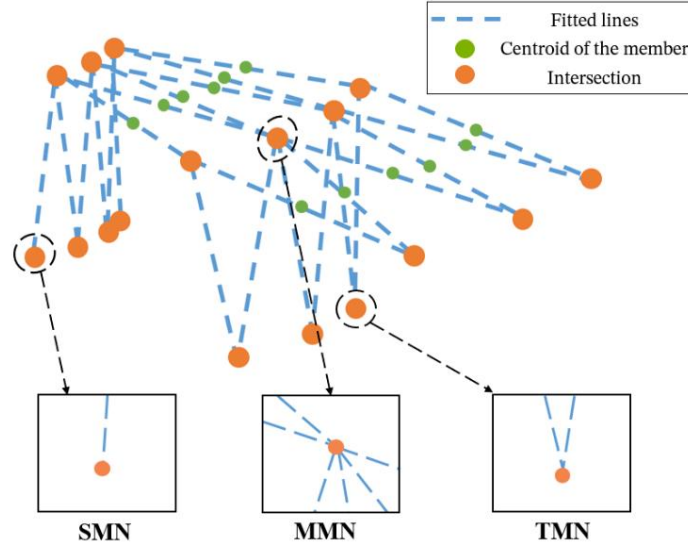 Fitted lines
Centroid of the member
Intersection
SMN
MMN
TMN